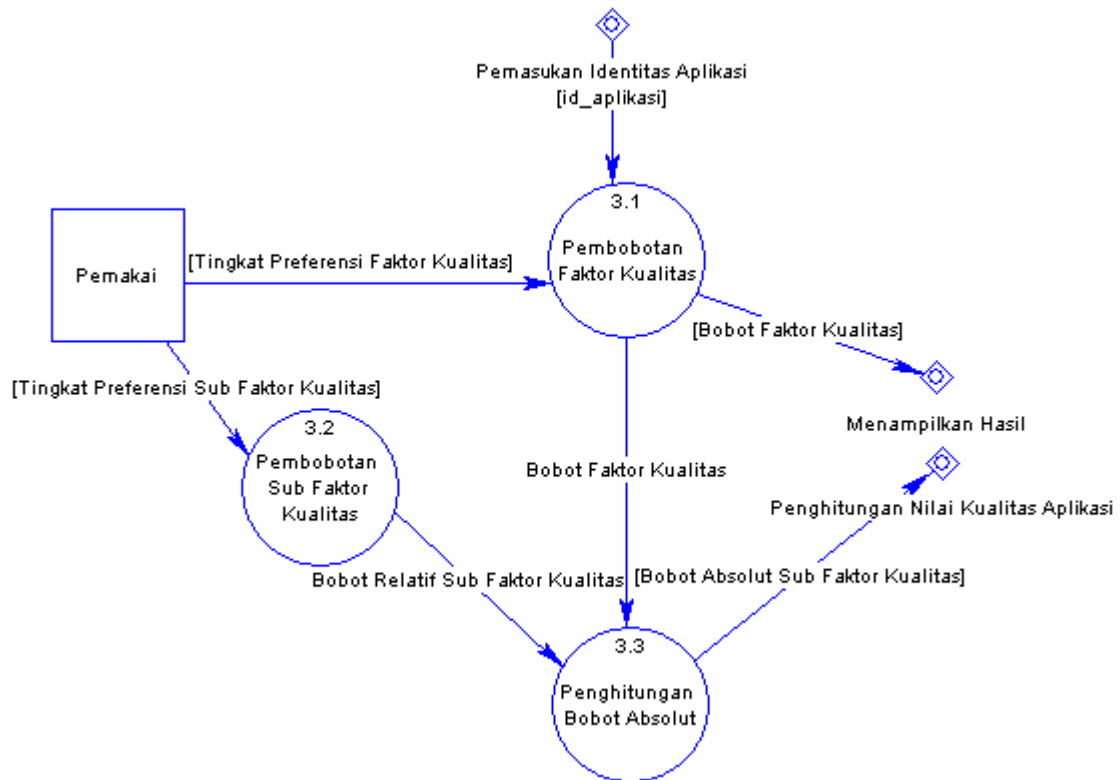 Pemasukan Identitas Aplikasi
[id_aplikasi]
3.1
Pembobotan
Faktor Kualitas
Pemakai
[Tingkat Preferensi Faktor Kualitas]
[Bobot Faktor Kualitas]
[Tingkat Preferensi Sub Faktor Kualitas]
Menampilkan Hasil
3.2
Pembobotan
Sub Faktor
Kualitas
Bobot Faktor Kualitas
Penghitungan Nilai Kualitas Aplikasi
Bobot Relatif Sub Faktor Kualitas
[Bobot Absolut Sub Faktor Kualitas]
3.3
Penghitungan
Bobot Absolut